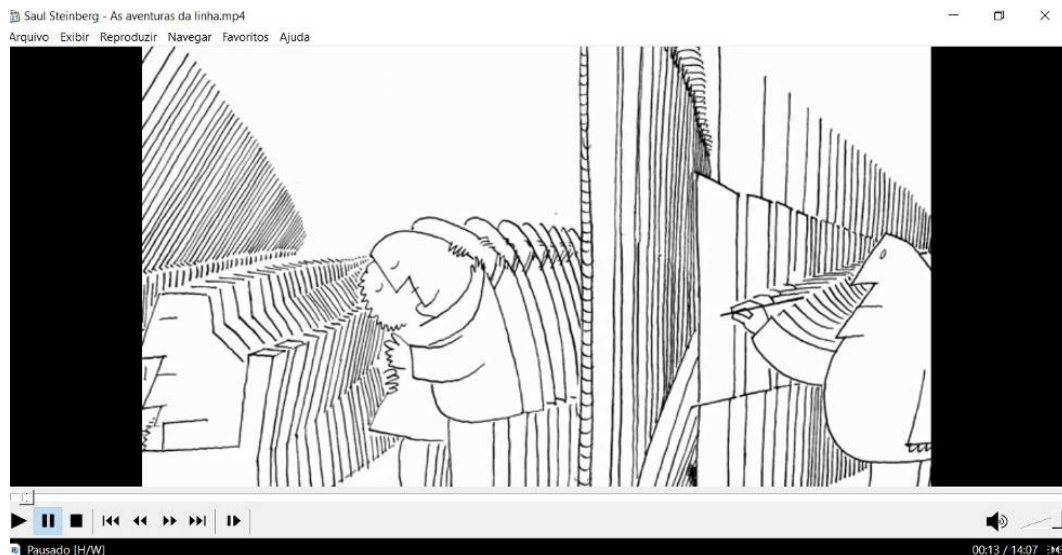 Saul Steinberg - As aventuras da linha.mp4
Arquivo Exibir Reproduzir Navegar Favoritos Ajuda
Pausado [H/W]
00:13 / 14:07